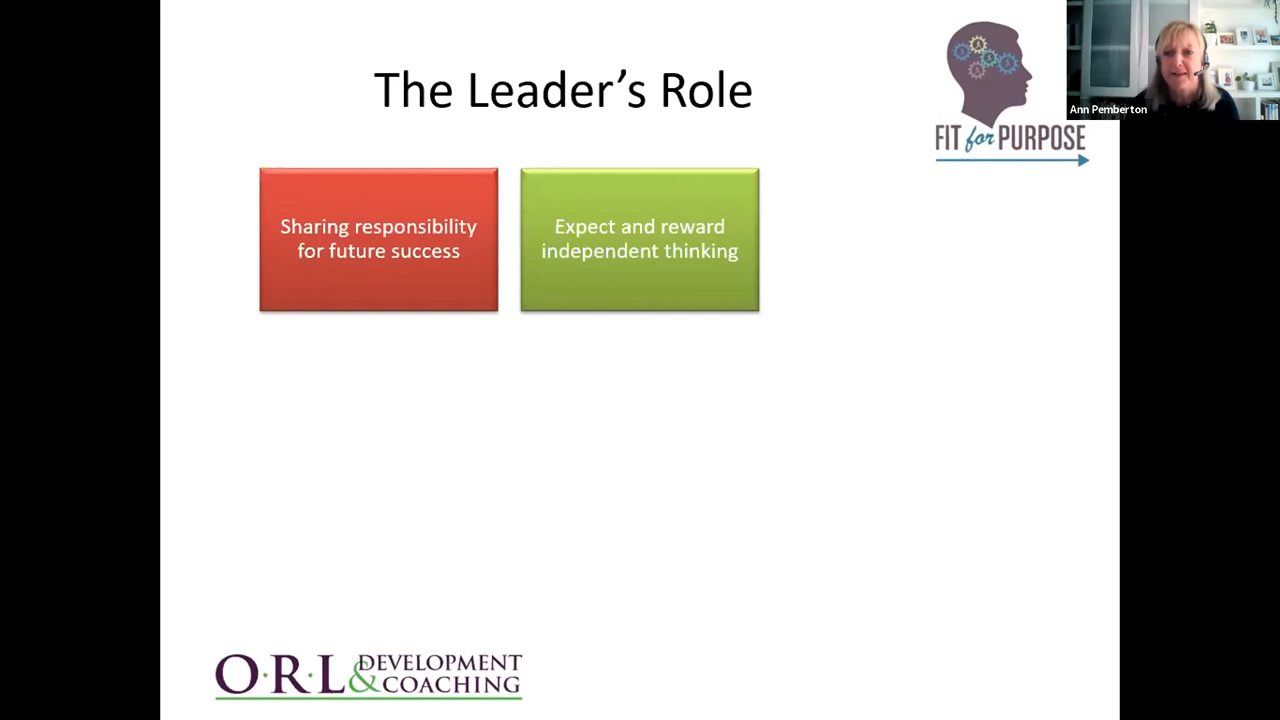 The Leader's Role
FIT for PURPOSE
Ann Pemberton
Sharing responsibility
for future success
Expect and reward
independent thinking
O·R·L & DEVELOPMENT
COACHING